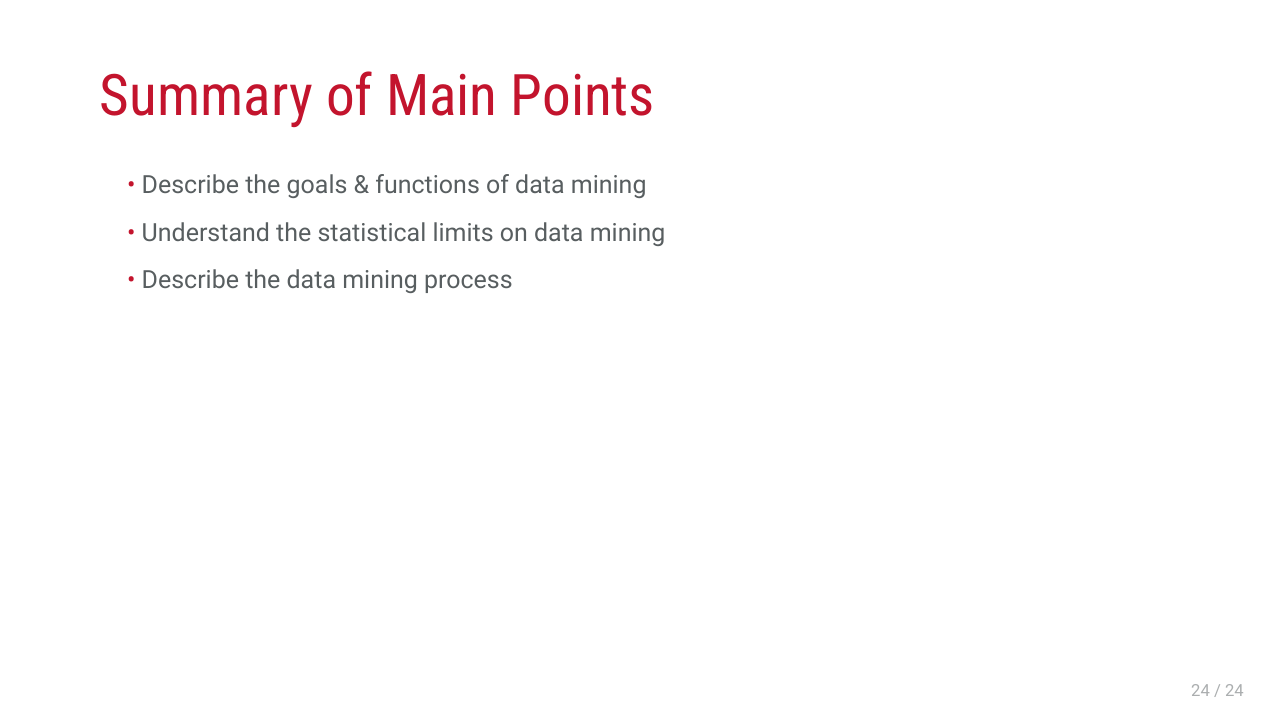 Summary of Main Points
• Describe the goals & functions of data mining
• Understand the statistical limits on data mining
• Describe the data mining process
24 / 24